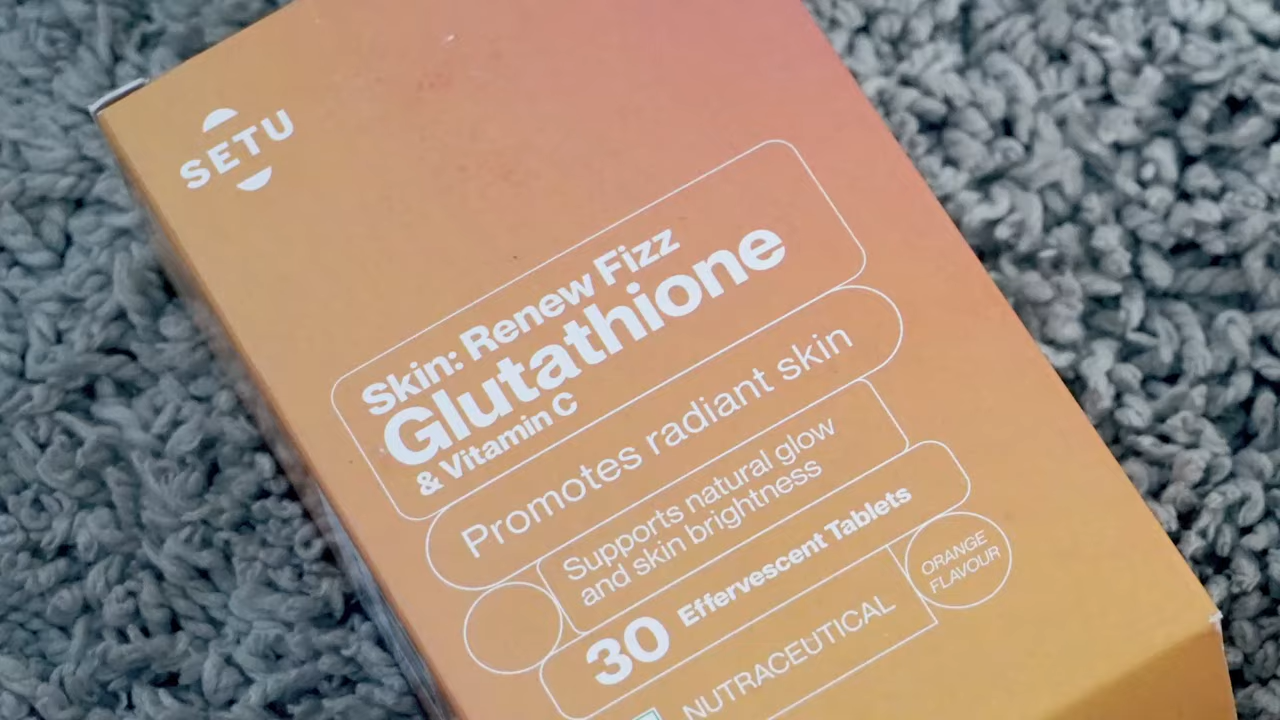 SETU
Skin: Renew Fizz
Glutathione
& Vitamin C
Promotes radiant skin
Supports natural glow
and skin brightness
30 Effervescent Tablets
ORANGE
FLAVOUR
NUTRACEUTICAL